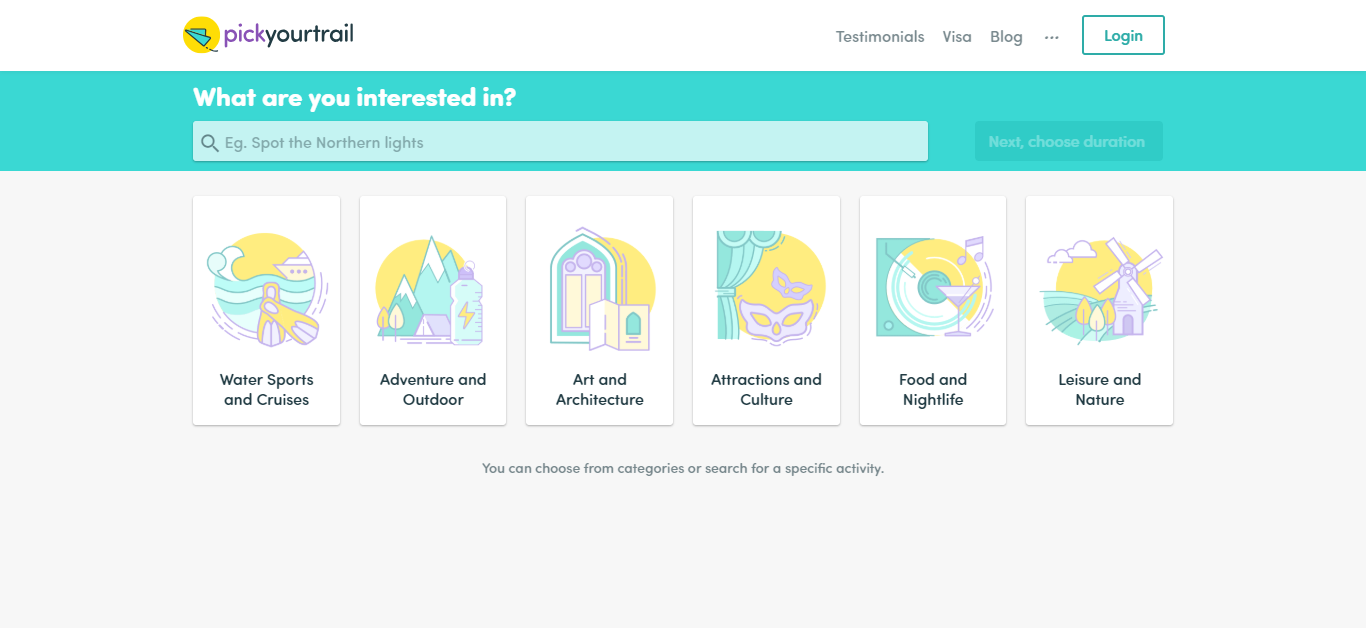 pickyourtrail
Testimonials Visa Blog ... Login
What are you interested in?
Eg. Spot the Northern lights
Next, choose duration
Water Sports
and Cruises
Adventure and
Outdoor
Art and
Architecture
Attractions and
Culture
Food and
Nightlife
Leisure and
Nature
You can choose from categories or search for a specific activity.